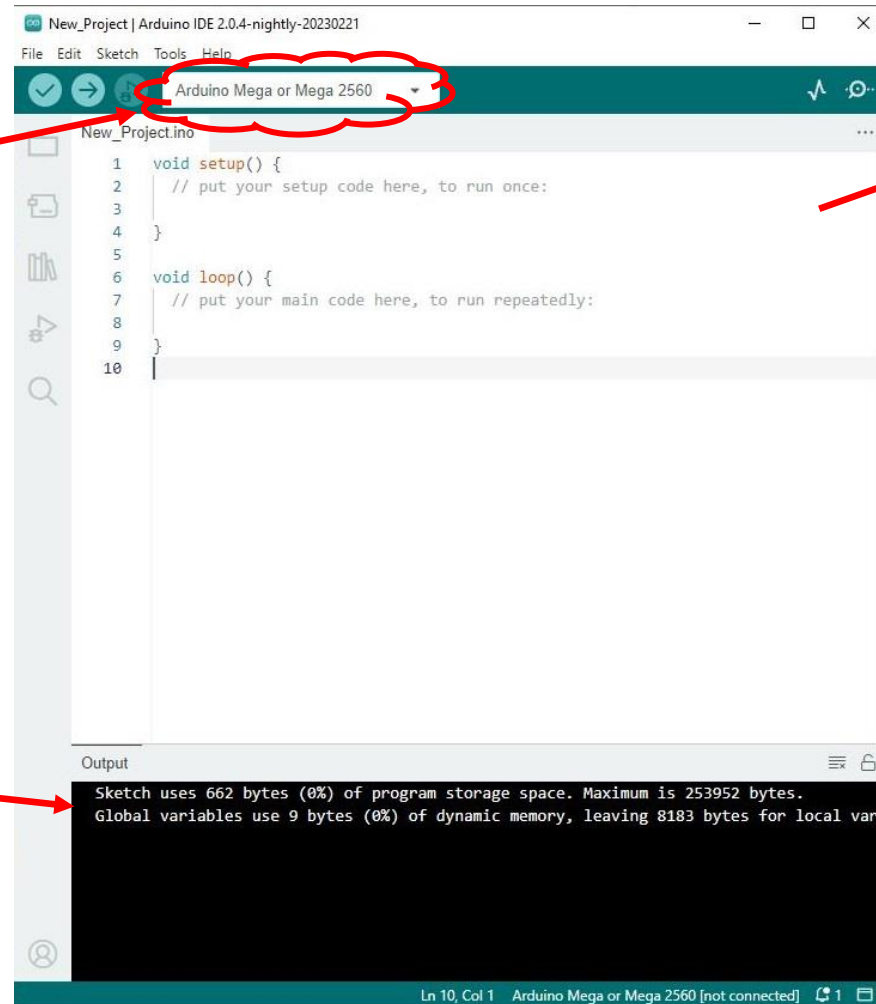 New_Project | Arduino IDE 2.0.4-nightly-20230221
File Edit Sketch Tools Help
Arduino Mega or Mega 2560
New_Project.ino
1 void setup() {
2 // put your setup code here, to run once:
3
4 }
5
6 void loop() {
7 // put your main code here, to run repeatedly:
8
9 }
10
Output
Sketch uses 662 bytes (0%) of program storage space. Maximum is 253952 bytes.
Global variables use 9 bytes (0%) of dynamic memory, leaving 8183 bytes for local var
Ln 10, Col 1 Arduino Mega or Mega 2560 [not connected] 1